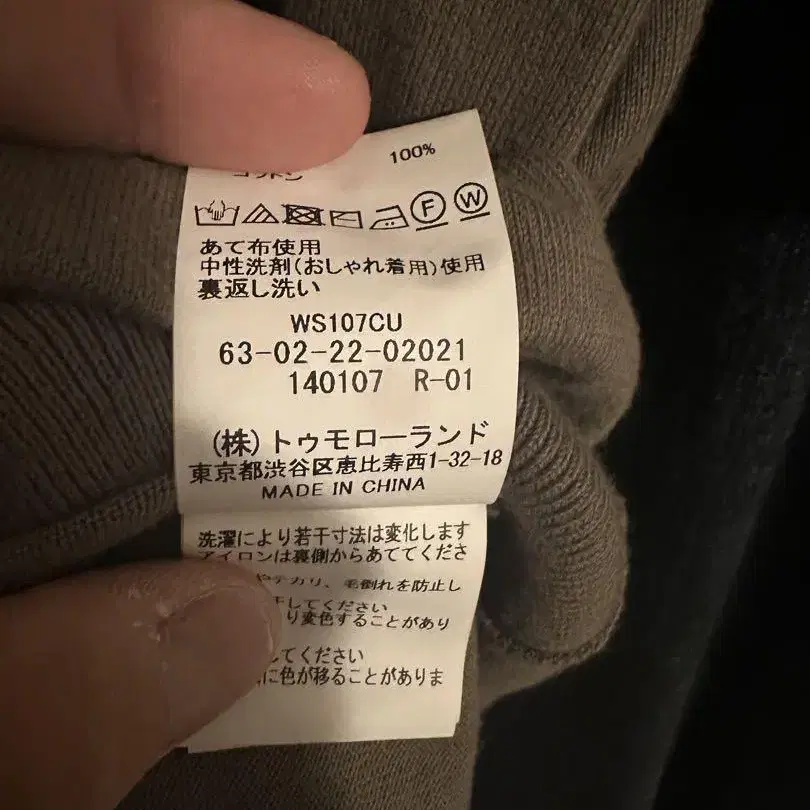 コットン 100%
F W
あて布使用
中性洗剤(おしゃれ着用)使用
裏返し洗い
WS107CU
63-02-22-02021
140107 R-01
(株)トゥモローランド
東京都渋谷区恵比寿西1-32-18
MADE IN CHINA
洗濯により若干寸法は変化します
アイロンは裏側からあててくださ
やテカリ、毛倒れを防止し
干してください
り変色することがあり
してください
に色が移ることがありま